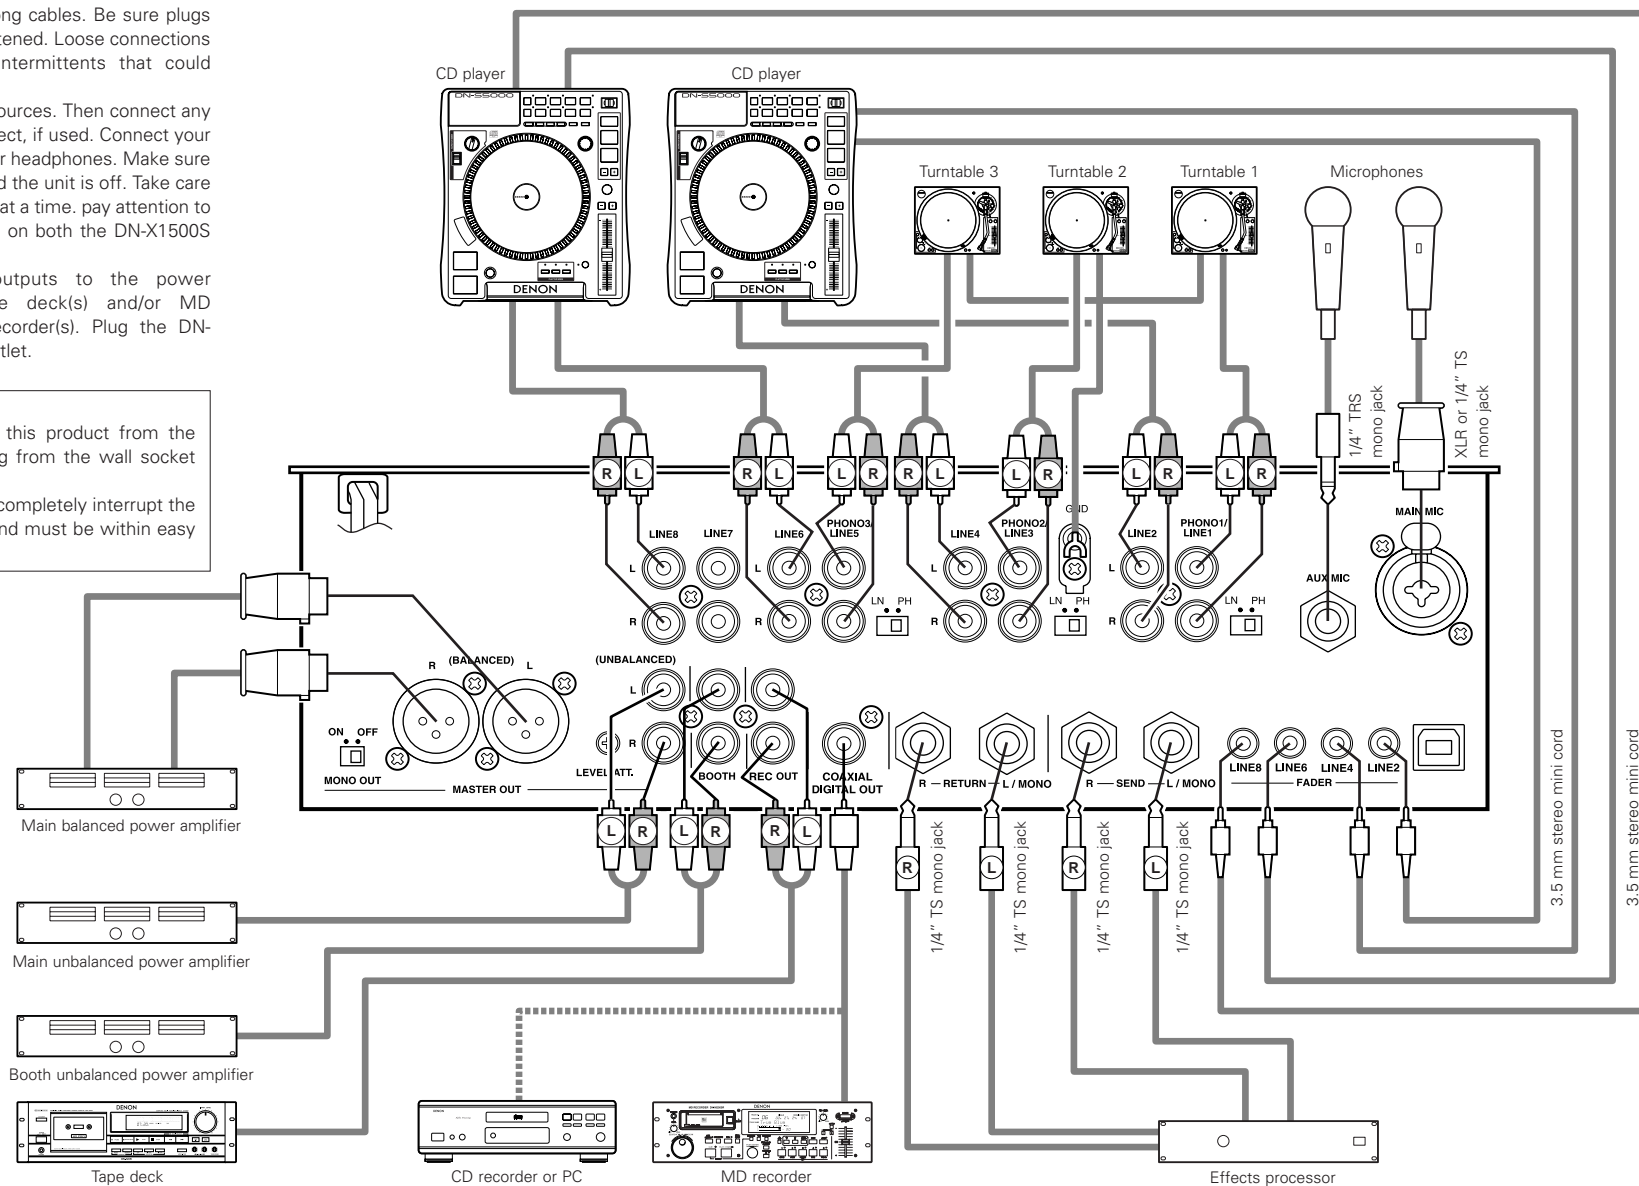 ong cables. Be sure plugs
tened. Loose connections
ntermittents that could
ources. Then connect any
ect, if used. Connect your
r headphones. Make sure
d the unit is off. Take care
at a time. pay attention to
on both the DN-X1500S
outputs to the power
e deck(s) and/or MD
ecorder(s). Plug the DN-
tlet.
this product from the
g from the wall socket
completely interrupt the
nd must be within easy
CD player
CD player
DN-S5000
DN-S5000
DENON
DENON
Turntable 3
Turntable 2
Turntable 1
Microphones
1/4" TRS
mono jack
XLR or 1/4" TS
mono jack
R L R L L R R L L R L R L R
GND
MAIN MIC
AUX MIC
LINE8
LINE7
LINE6
PHONO3/
LINE5
LINE4
PHONO2/
LINE3
LINE2
PHONO1/
LINE1
L
L
L
R
R
R
LN PH
LN PH
LN PH
R (BALANCED) L
(UNBALANCED)
L
R
ON OFF
MONO OUT
MASTER OUT
LEVEL ATT.
BOOTH
REC OUT
COAXIAL
DIGITAL OUT
R RETURN L / MONO
R SEND L / MONO
LINE8
LINE6
LINE4
LINE2
FADER
L R L R R L
R
L
R
L
1/4" TS mono jack
1/4" TS mono jack
1/4" TS mono jack
1/4" TS mono jack
3.5 mm stereo mini cord
3.5 mm stereo mini cord
Main balanced power amplifier
Main unbalanced power amplifier
Booth unbalanced power amplifier
DENON
Tape deck
CD recorder or PC
DENON
MD recorder
Effects processor